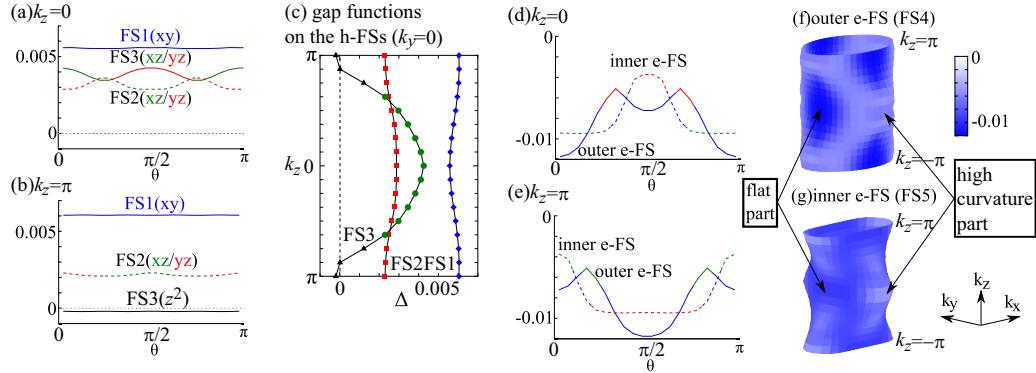 (a)kz=0
FS1(xy)
0.005
FS3(xz/yz)
FS2(xz/yz)
0
0
π/2
π
θ
(b)kz=π
FS1(xy)
0.005
FS2(xz/yz)
FS3(z²)
0
0
π/2
π
θ
(c) gap functions
on the h-FSs (ky=0)
π
kz 0
FS3
FS2FS1
π
0
0.005
Δ
(d)kz=0
0
inner e-FS
-0.01
outer e-FS
0
π/2
π
θ
(e)kz=π
0
inner e-FS
outer e-FS
-0.01
0
π/2
π
θ
(f)outer e-FS (FS4)
kz=π
0
-0.01
kz=−π
flat
part
high
curvature
part
(g)inner e-FS (FS5)
kz=π
kz=−π
kz
ky
kx